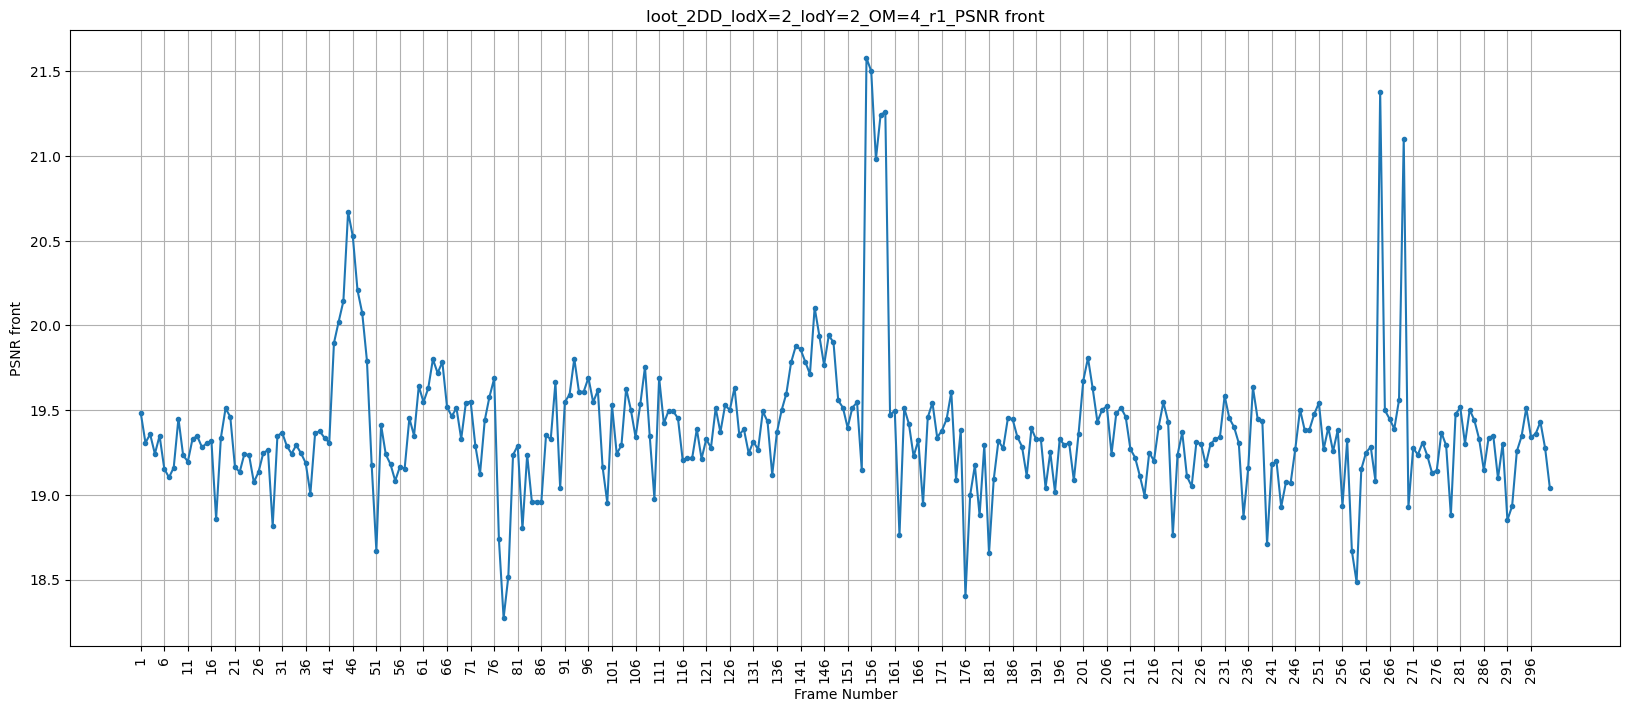 loot_2DD_lodX=2_lodY=2_OM=4_r1_PSNR front
21.5
21.0
20.5
20.0
19.5
19.0
18.5
PSNR front
1 6 11 16 21 26 31 36 41 46 51 56 61 66 71 76 81 86 91 96 101 106 111 116 121 126 131 136 141 146 151 156 161 166 171 176 181 186 191 196 201 206 211 216 221 226 231 236 241 246 251 256 261 266 271 276 281 286 291 296
Frame Number